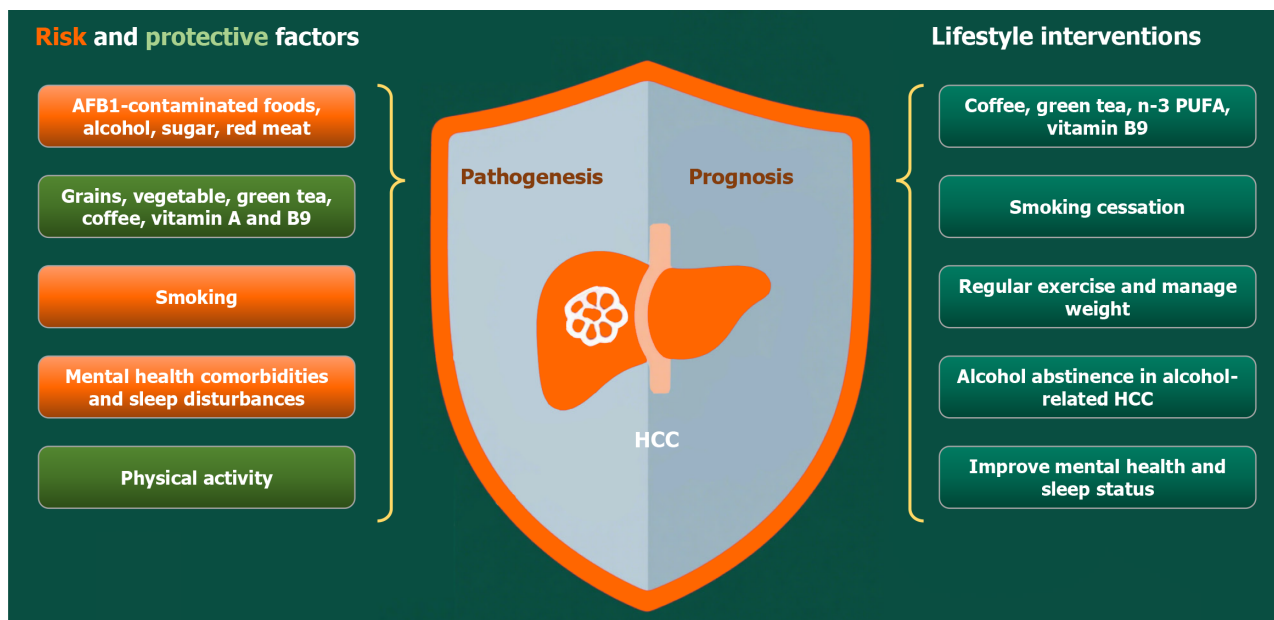 Risk and protective factors
AFB1-contaminated foods,
alcohol, sugar, red meat
Grains, vegetable, green tea,
coffee, vitamin A and B9
Smoking
Mental health comorbidities
and sleep disturbances
Physical activity
Pathogenesis
Prognosis
HCC
Lifestyle interventions
Coffee, green tea, n-3 PUFA,
vitamin B9
Smoking cessation
Regular exercise and manage
weight
Alcohol abstinence in alcohol-
related HCC
Improve mental health and
sleep status